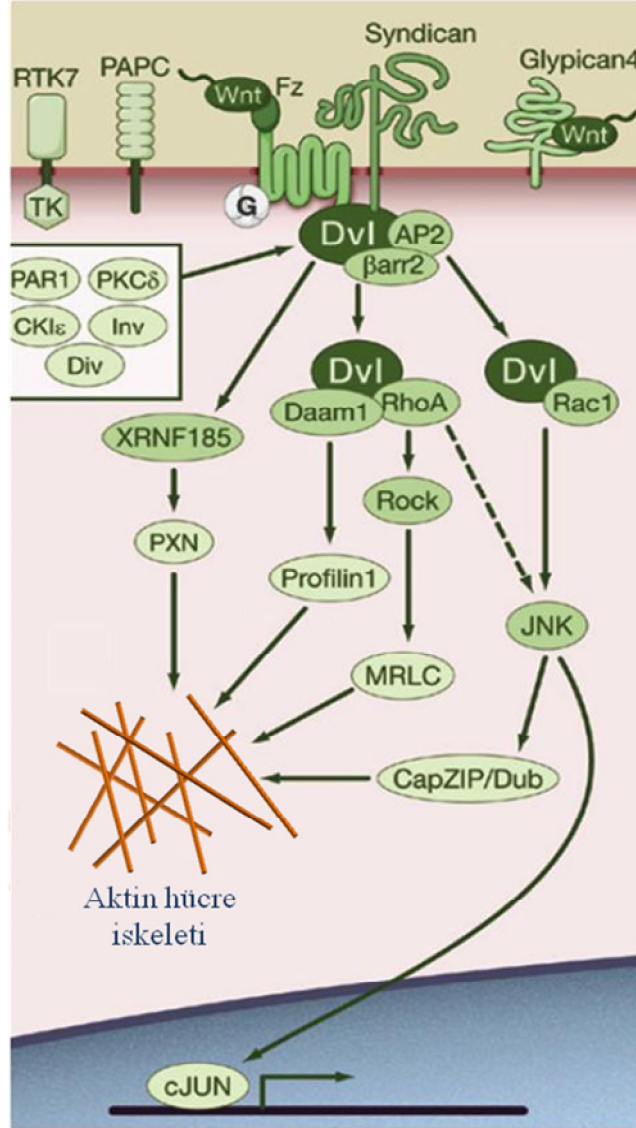 Syndican
Glypican4
RTK7
PAPC
Wnt
Fz
Wnt
TK
G
Dvl
AP2
βarr2
PAR1
PKCδ
CKIε
Inv
Div
Dvl
Dvl
Daam1
RhoA
Rac1
XRNF185
Rock
PXN
Profilin1
JNK
MRLC
CapZIP/Dub
Aktin hücre
iskeleti
cJUN